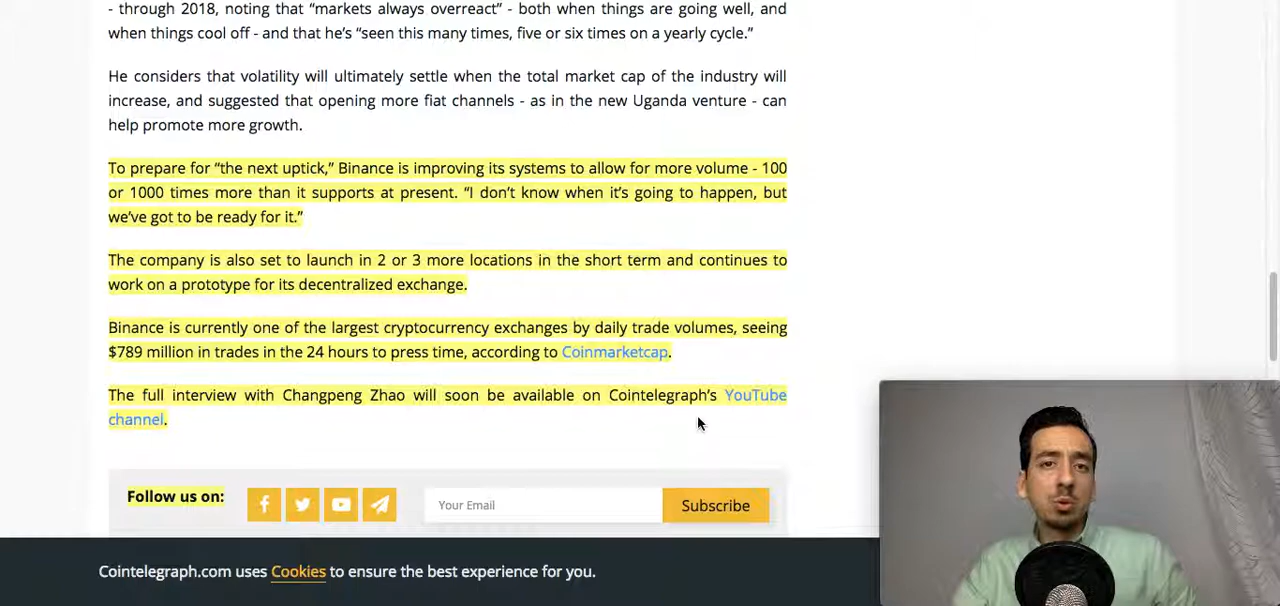 - through 2018, noting that “markets always overreact” - both when things are going well, and
when things cool off - and that he’s “seen this many times, five or six times on a yearly cycle.”
He considers that volatility will ultimately settle when the total market cap of the industry will
increase, and suggested that opening more fiat channels - as in the new Uganda venture - can
help promote more growth.
To prepare for “the next uptick,” Binance is improving its systems to allow for more volume - 100
or 1000 times more than it supports at present. “I don’t know when it’s going to happen, but
we’ve got to be ready for it.”
The company is also set to launch in 2 or 3 more locations in the short term and continues to
work on a prototype for its decentralized exchange.
Binance is currently one of the largest cryptocurrency exchanges by daily trade volumes, seeing
$789 million in trades in the 24 hours to press time, according to Coinmarketcap.
The full interview with Changpeng Zhao will soon be available on Cointelegraph’s YouTube
channel.
Follow us on:
Your Email
Subscribe
Cointelegraph.com uses Cookies to ensure the best experience for you.